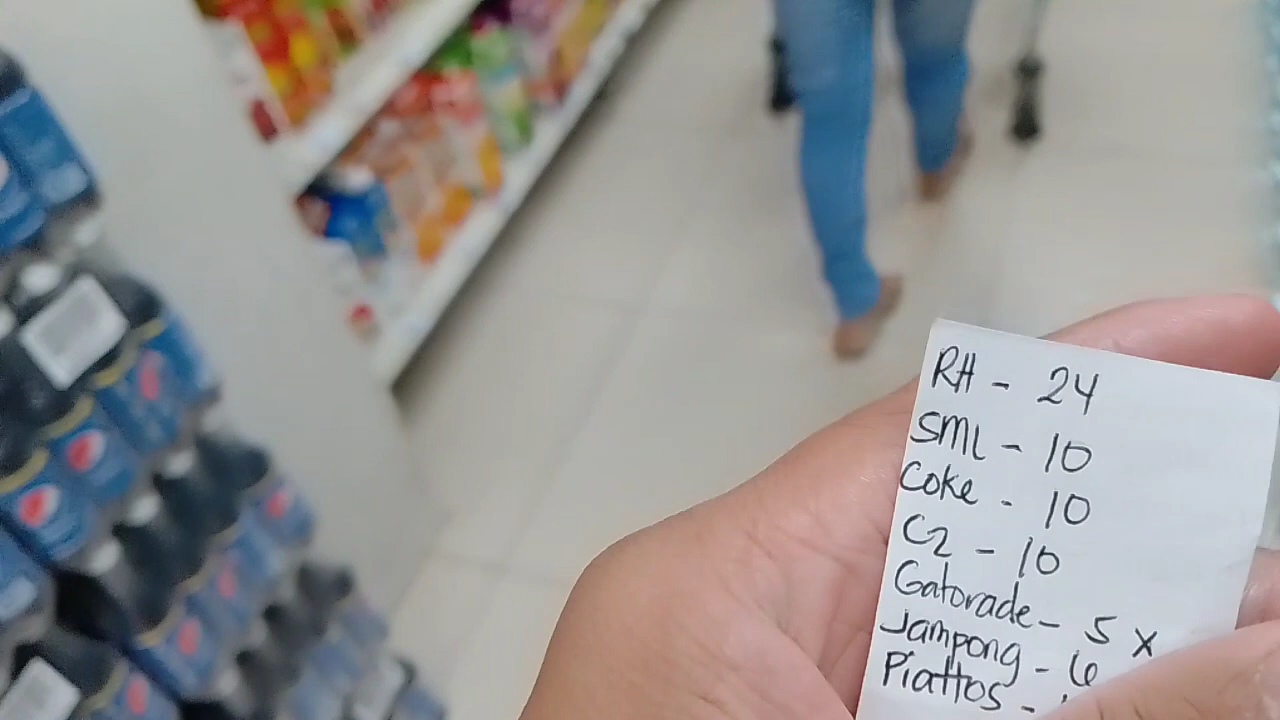 RH - 24
SML - 10
Coke - 10
C2 - 10
Gatorade - 5 x
Jampong - 6
Piattos -